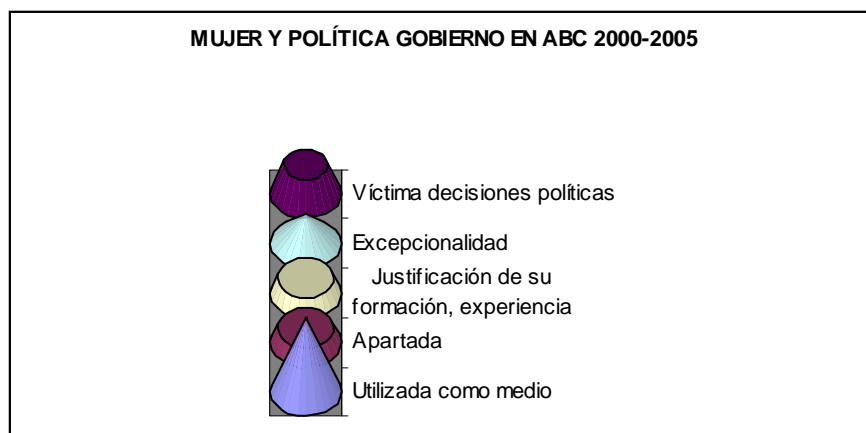 MUJER Y POLÍTICA GOBIERNO EN ABC 2000-2005
Víctima decisiones políticas
Excepcionalidad
Justificación de su
formación, experiencia
Apartada
Utilizada como medio